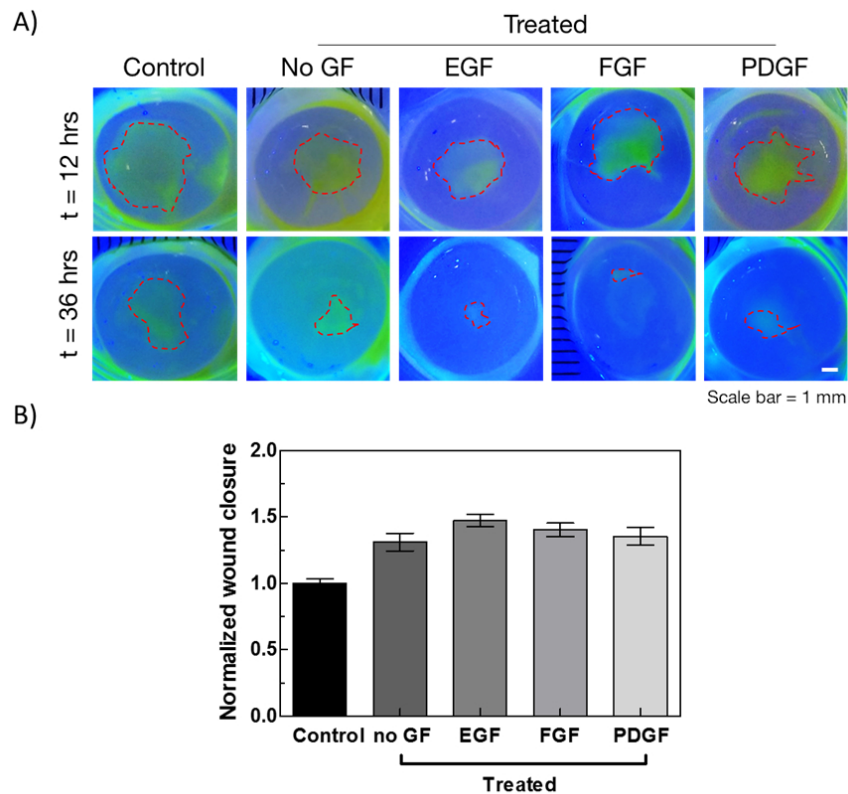 A)
Treated
Control No GF EGF FGF PDGF
t = 12 hrs
t = 36 hrs
Scale bar = 1 mm
B)
Normalized wound closure
2.0
1.5
1.0
0.5
0.0
Control no GF EGF FGF PDGF
Treated